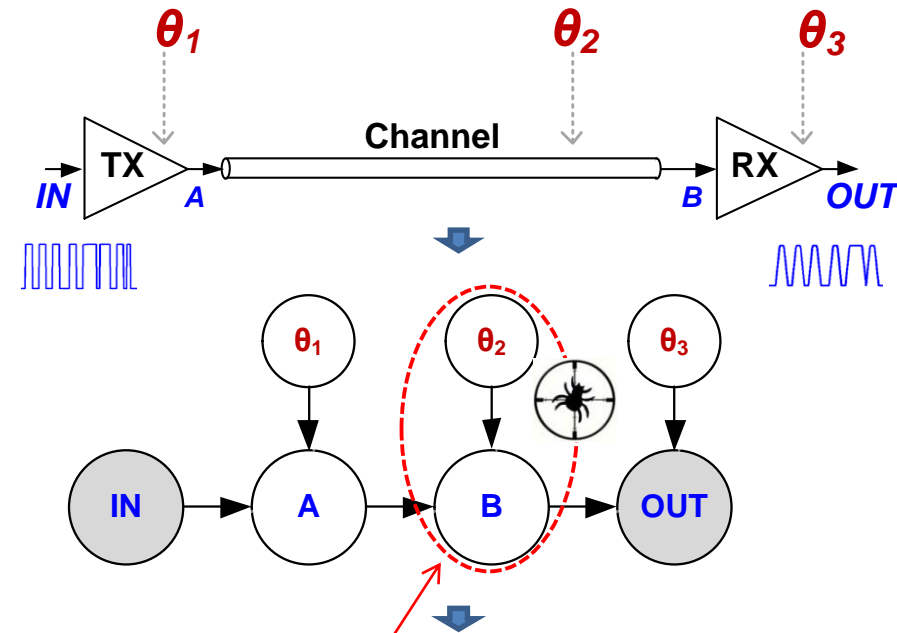 θ1 θ2 θ3
Channel
TX RX
IN A B OUT
θ1 θ2 θ3
IN A B OUT